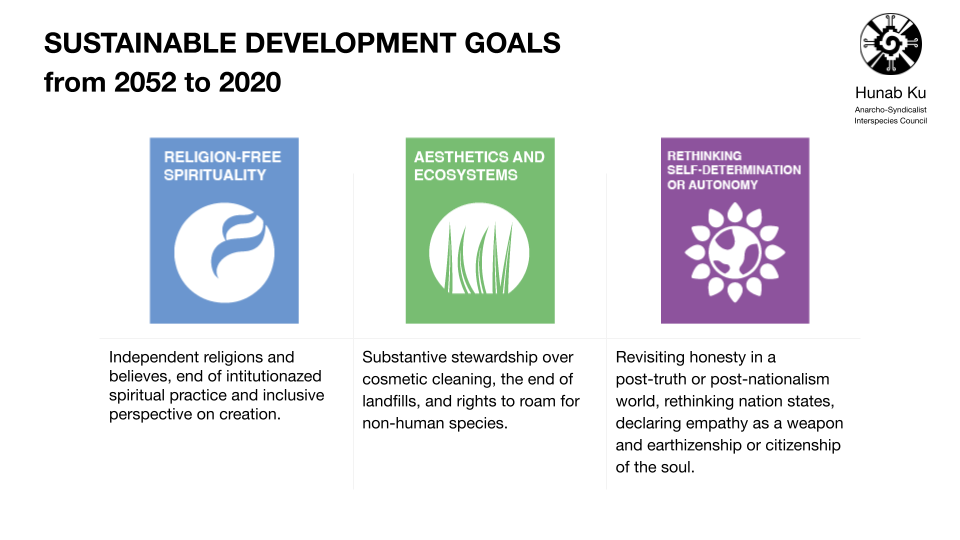 SUSTAINABLE DEVELOPMENT GOALS
from 2052 to 2020
Hunab Ku
Anarcho-Syndicalist
Interspecies Council
RELIGION-FREE
SPIRITUALITY
AESTHETICS AND
ECOSYSTEMS
RETHINKING
SELF-DETERMINATION
OR AUTONOMY
Independent religions and
believes, end of intitutionazed
spiritual practice and inclusive
perspective on creation.
Substantive stewardship over
cosmetic cleaning, the end of
landfills, and rights to roam for
non-human species.
Revisiting honesty in a
post-truth or post-nationalism
world, rethinking nation states,
declaring empathy as a weapon
and earthizenship or citizenship
of the soul.